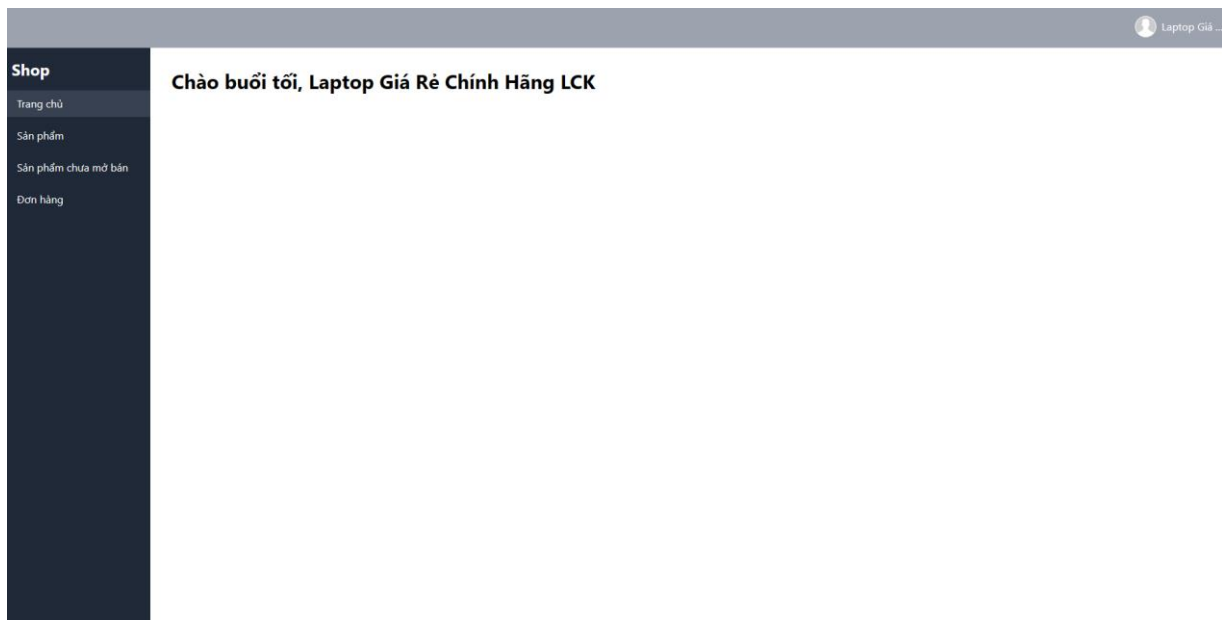 Laptop Giá ...
Shop
Chào buổi tối, Laptop Giá Rẻ Chính Hãng LCK
Trang chủ
Sản phẩm
Sản phẩm chưa mở bán
Đơn hàng